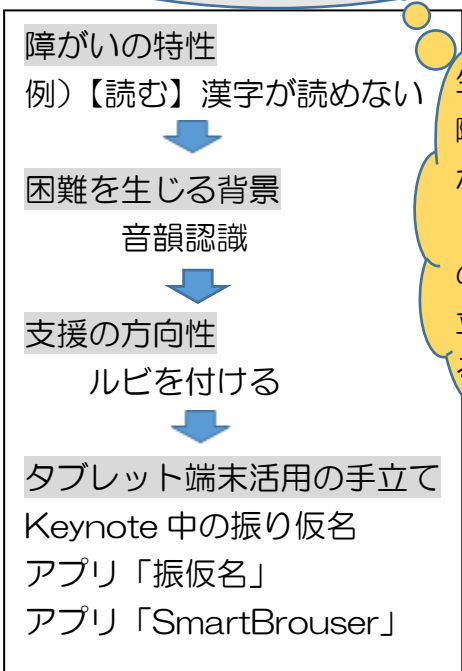 障がいの特性
例）【読む】漢字が読めない
困難を生じる背景
音韻認識
支援の方向性
ルビを付ける
タブレット端末活用の手立て
Keynote 中の振り仮名
アプリ「振仮名」
アプリ「SmartBrouser」
の